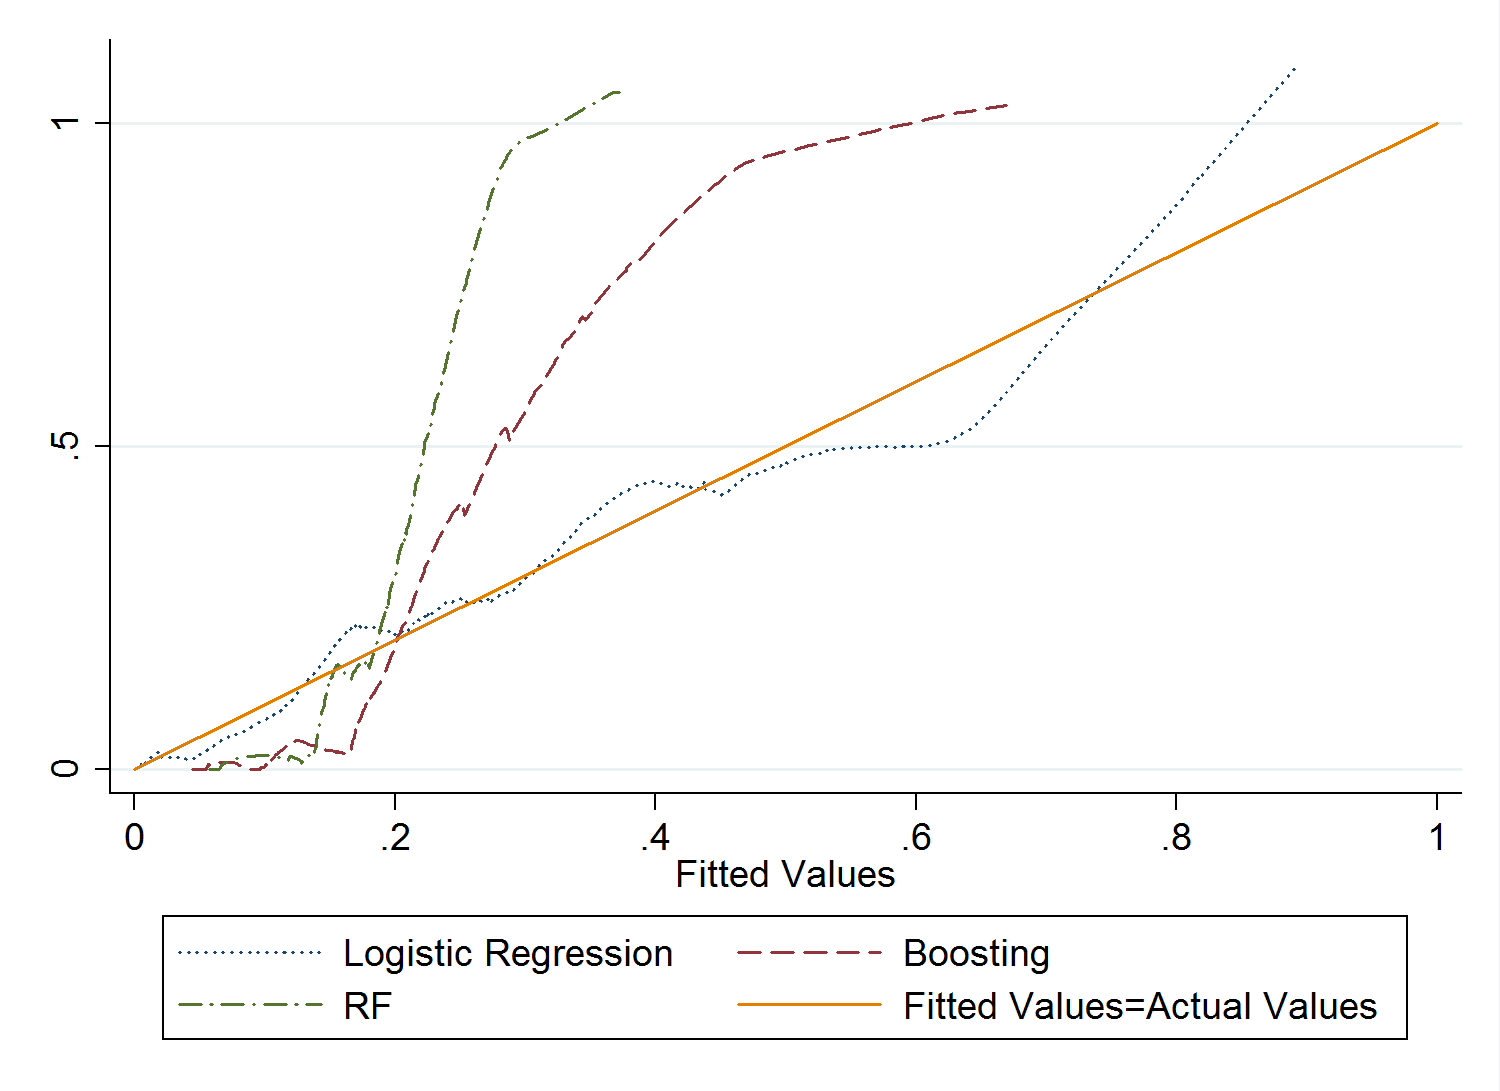 1
.5
0
0 .2 .4 .6 .8 1
Fitted Values
Logistic Regression Boosting
RF Fitted Values=Actual Values